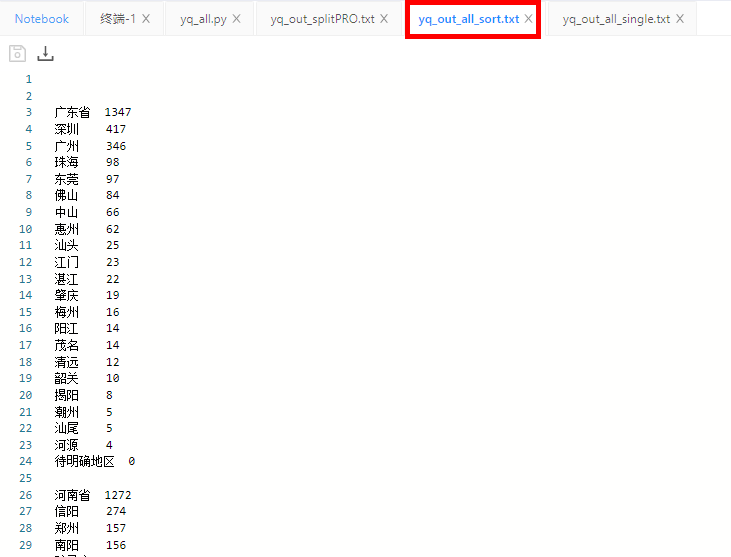 Notebook 终端-1 X yq_all.py X yq_out_splitPRO.txt X yq_out_all_sort.txt X yq_out_all_single.txt X
1
2
3 广东省 1347
4 深圳 417
5 广州 346
6 珠海 98
7 东莞 97
8 佛山 84
9 中山 66
10 惠州 62
11 汕头 25
12 江门 23
13 湛江 22
14 肇庆 19
15 梅州 16
16 阳江 14
17 茂名 14
18 清远 12
19 韶关 10
20 揭阳 8
21 潮州 5
22 汕尾 5
23 河源 4
24 待明确地区 0
25
26 河南省 1272
27 信阳 274
28 郑州 157
29 南阳 156